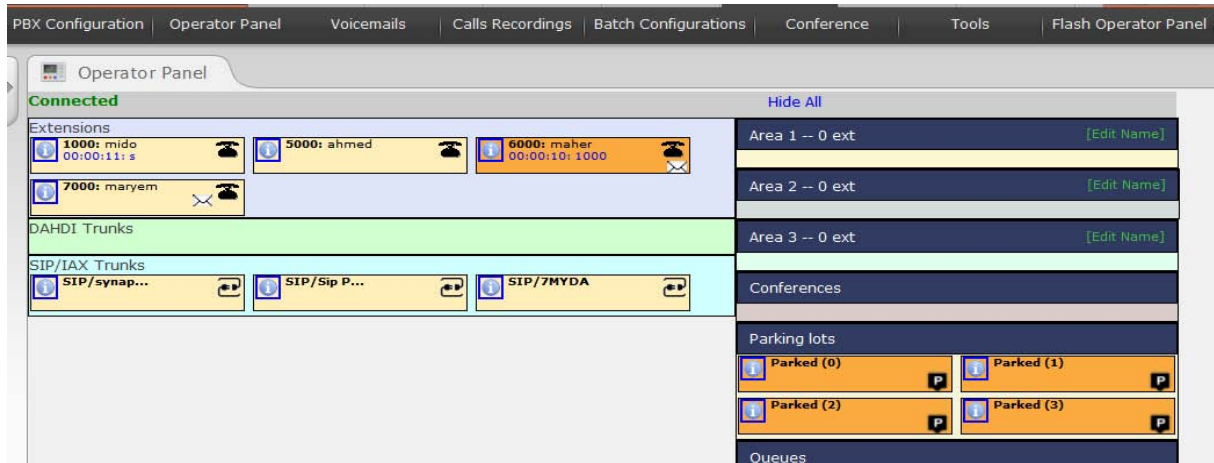 PBX Configuration Operator Panel Voicemails Calls Recordings Batch Configurations Conference Tools Flash Operator Panel
Operator Panel
Connected
Hide All
Extensions
1000: mido
00:00:11: s
5000: ahmed
6000: maher
00:00:10: 1000
7000: maryem
DAHDI Trunks
SIP/IAX Trunks
SIP/synap...
SIP/Sip P...
SIP/7MYDA
Area 1 -- 0 ext [Edit Name]
Area 2 -- 0 ext [Edit Name]
Area 3 -- 0 ext [Edit Name]
Conferences
Parking lots
Parked (0)
P
Parked (1)
P
Parked (2)
P
Parked (3)
P
Queues